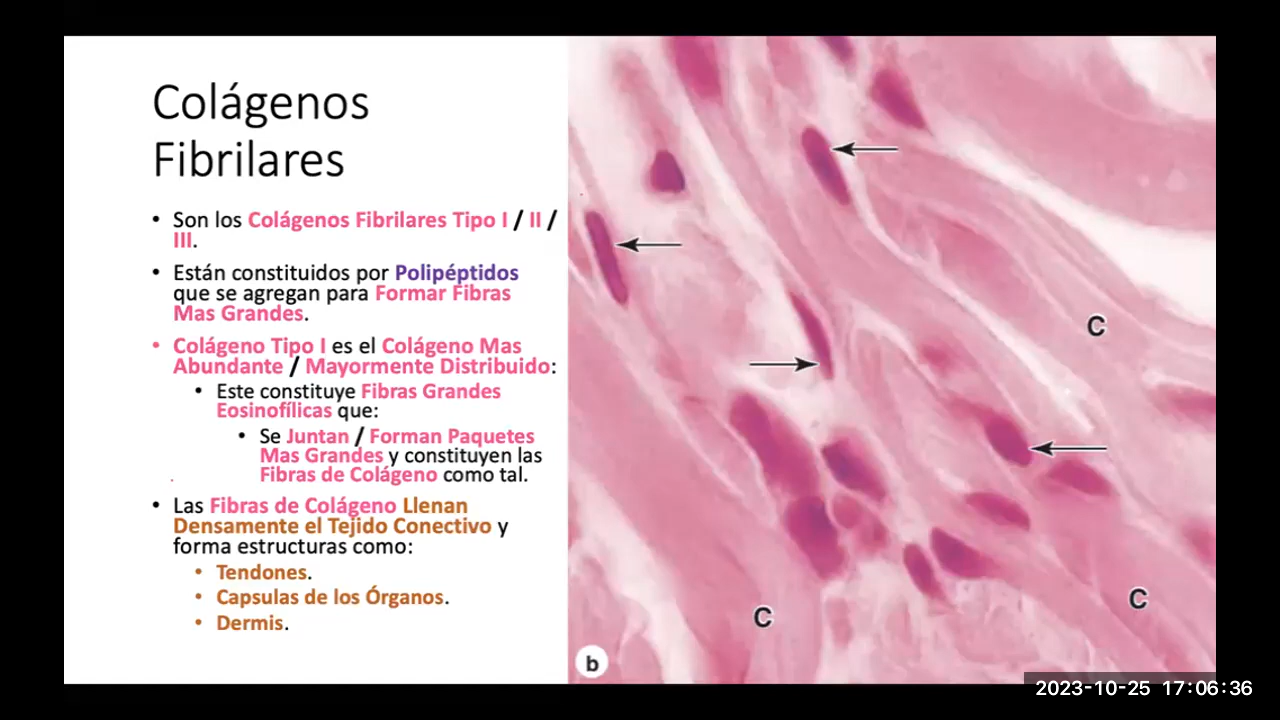 Colágenos
Fibrilares
• Son los Colágenos Fibrilares Tipo I / II /
III.
• Están constituidos por Polipéptidos
que se agregan para Formar Fibras
Mas Grandes.
• Colágeno Tipo I es el Colágeno Mas
Abundante / Mayormente Distribuido:
• Este constituye Fibras Grandes
Eosinofílicas que:
• Se Juntan / Forman Paquetes
Mas Grandes y constituyen las
Fibras de Colágeno como tal.
• Las Fibras de Colágeno Llenan
Densamente el Tejido Conectivo y
forma estructuras como:
• Tendones.
• Capsulas de los Órganos.
• Dermis.
C
C
C
b
2023-10-25 17:06:36